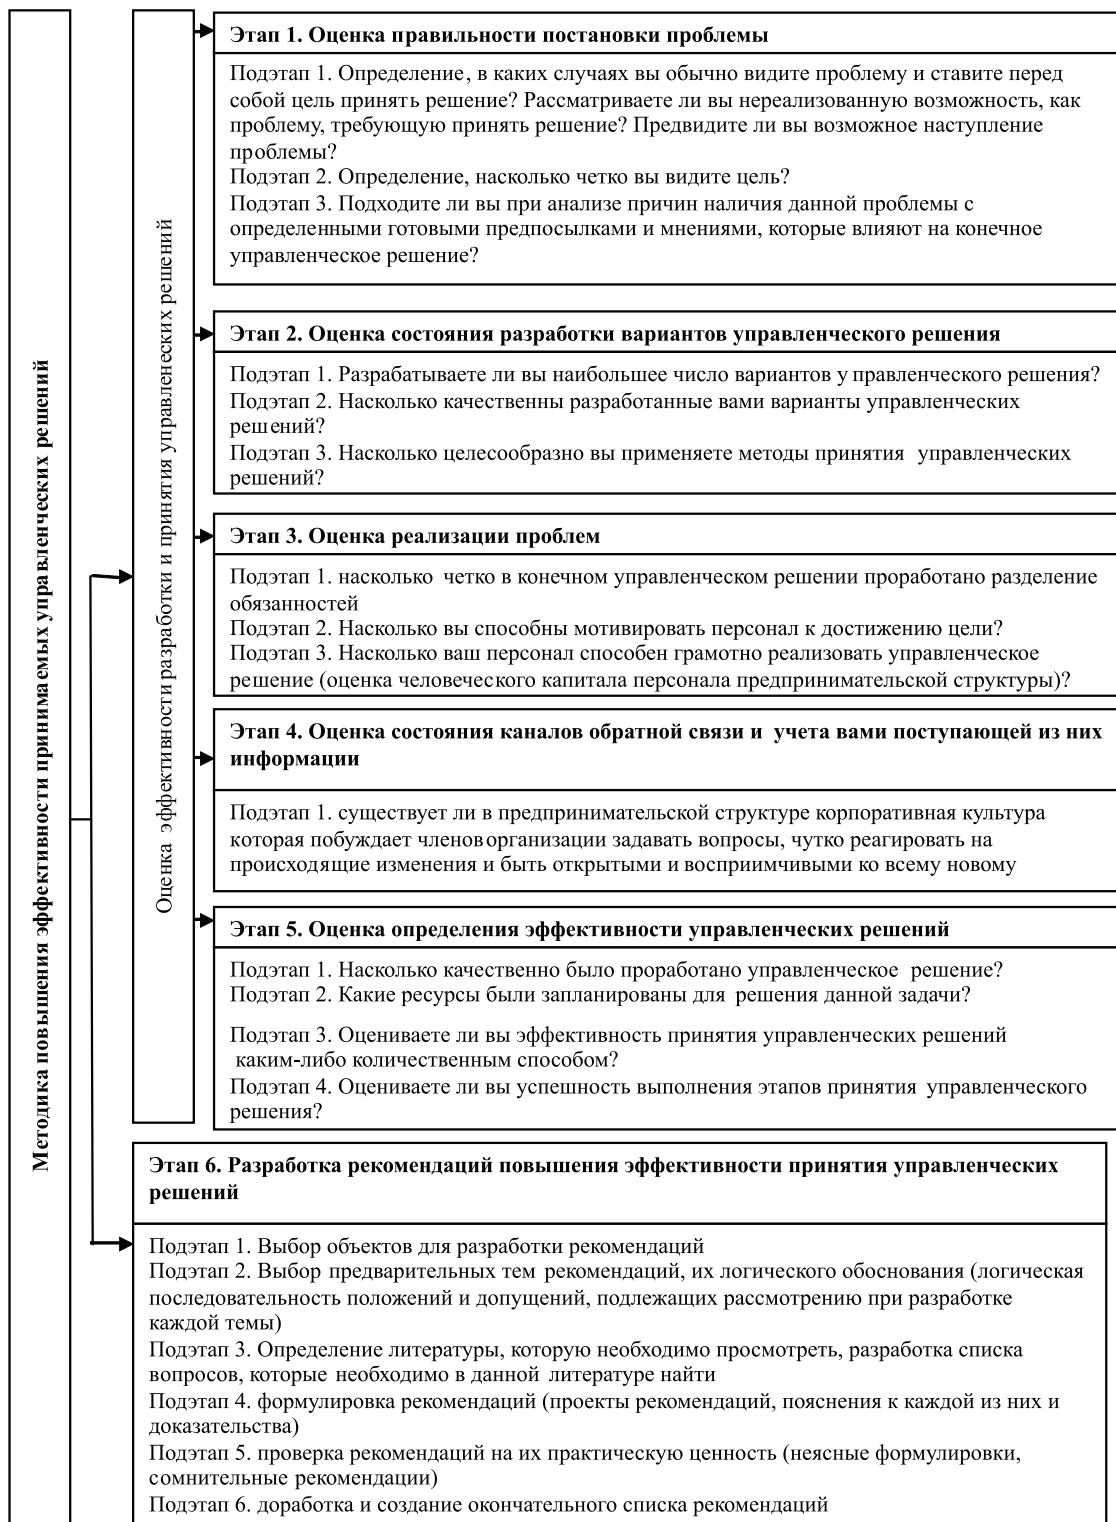 Методика повышения эффективности принимаемых управленческих решений
Оценка эффективности разработки и принятия управленческих решений
Этап 1. Оценка правильности постановки проблемы
Подэтап 1. Определение, в каких случаях вы обычно видите проблему и ставите перед
собой цель принять решение? Рассматриваете ли вы нереализованную возможность, как
проблему, требующую принять решение? Предвидите ли вы возможное наступление
проблемы?
Подэтап 2. Определение, насколько четко вы видите цель?
Подэтап 3. Подходите ли вы при анализе причин наличия данной проблемы с
определенными готовыми предпосылками и мнениями, которые влияют на конечное
управленческое решение?
Этап 2. Оценка состояния разработки вариантов управленческого решения
Подэтап 1. Разрабатываете ли вы наибольшее число вариантов у правленческого решения?
Подэтап 2. Насколько качественны разработанные вами варианты управленческих
решений?
Подэтап 3. Насколько целесообразно вы применяете методы принятия управленческих
решений?
Этап 3. Оценка реализации проблем
Подэтап 1. насколько четко в конечном управленческом решении проработано разделение
обязанностей
Подэтап 2. Насколько вы способны мотивировать персонал к достижению цели?
Подэтап 3. Насколько ваш персонал способен грамотно реализовать управленческое
решение (оценка человеческого капитала персонала предпринимательской структуры)?
Этап 4. Оценка состояния каналов обратной связи и учета вами поступающей из них
информации
Подэтап 1. существует ли в предпринимательской структуре корпоративная культура
которая побуждает членов организации задавать вопросы, чутко реагировать на
происходящие изменения и быть открытыми и восприимчивыми ко всему новому
Этап 5. Оценка определения эффективности управленческих решений
Подэтап 1. Насколько качественно было проработано управленческое решение?
Подэтап 2. Какие ресурсы были запланированы для решения данной задачи?
Подэтап 3. Оцениваете ли вы эффективность принятия управленческих решений
каким-либо количественным способом?
Подэтап 4. Оцениваете ли вы успешность выполнения этапов принятия управленческого
решения?
Этап 6. Разработка рекомендаций повышения эффективности принятия управленческих
решений
Подэтап 1. Выбор объектов для разработки рекомендаций
Подэтап 2. Выбор предварительных тем рекомендаций, их логического обоснования (логическая
последовательность положений и допущений, подлежащих рассмотрению при разработке
каждой темы)
Подэтап 3. Определение литературы, которую необходимо просмотреть, разработка списка
вопросов, которые необходимо в данной литературе найти
Подэтап 4. формулировка рекомендаций (проекты рекомендаций, пояснения к каждой из них и
доказательства)
Подэтап 5. проверка рекомендаций на их практическую ценность (неясные формулировки,
сомнительные рекомендации)
Подэтап 6. доработка и создание окончательного списка рекомендаций